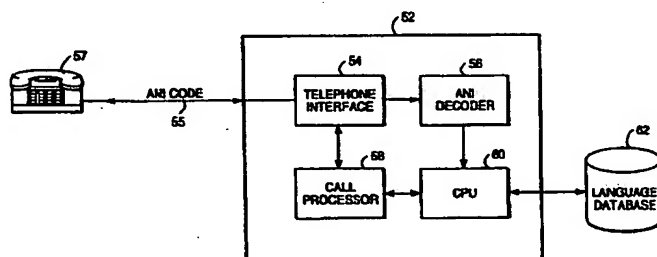 52
57
54
56
62
ANI CODE
55
TELEPHONE
INTERFACE
ANI
DECODER
58
60
CALL
PROCESSOR
CPU
LANGUAGE
DATABASE